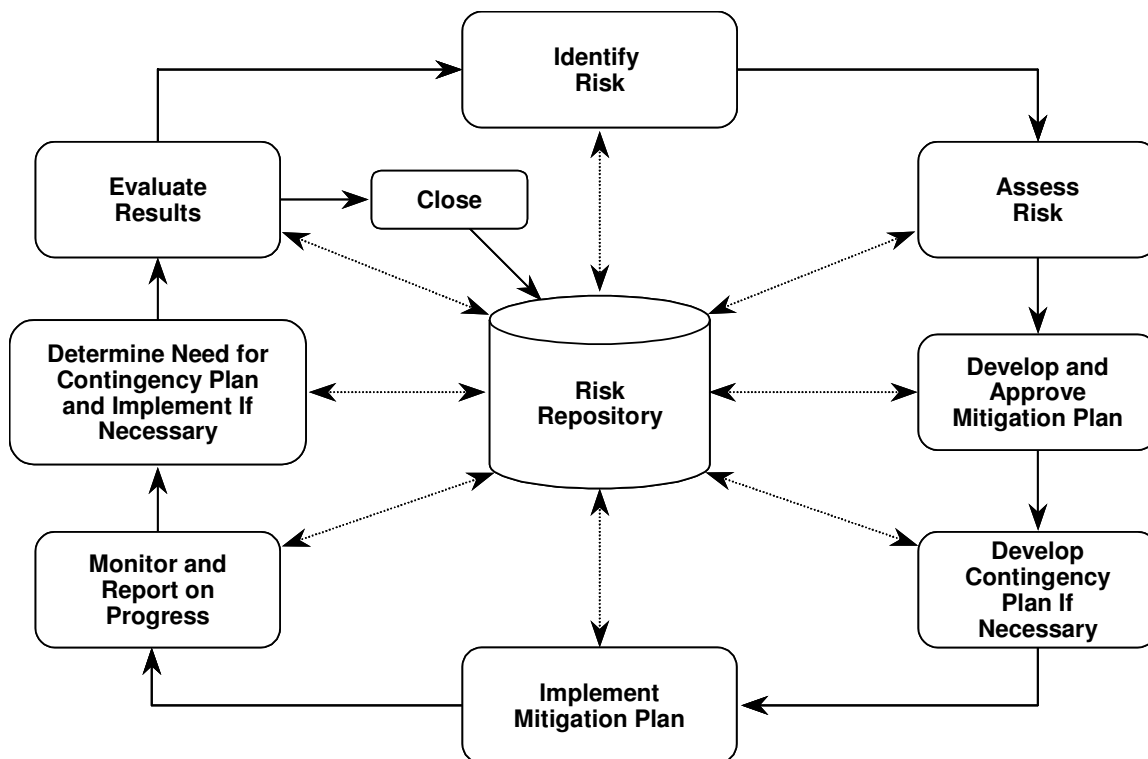 Identify
Risk
Evaluate
Results
Close
Assess
Risk
Determine Need for
Contingency Plan
and Implement If
Necessary
Risk
Repository
Develop and
Approve
Mitigation Plan
Monitor and
Report on
Progress
Develop
Contingency
Plan If
Necessary
Implement
Mitigation Plan